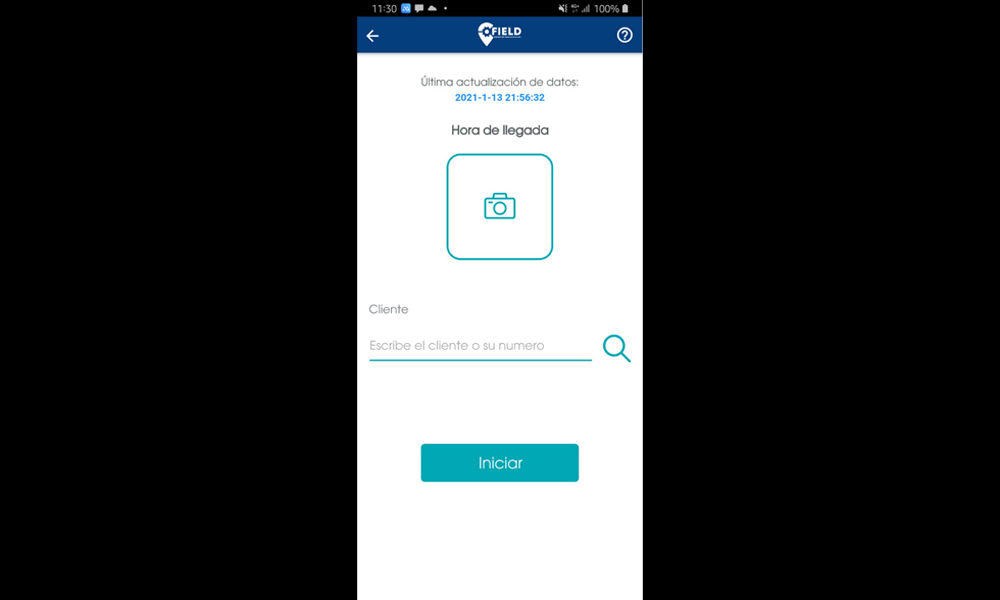 11:30
100%
FIELD
Última actualización de datos:
2021-1-13 21:56:32
Hora de llegada
Cliente
Escribe el cliente o su numero
Iniciar